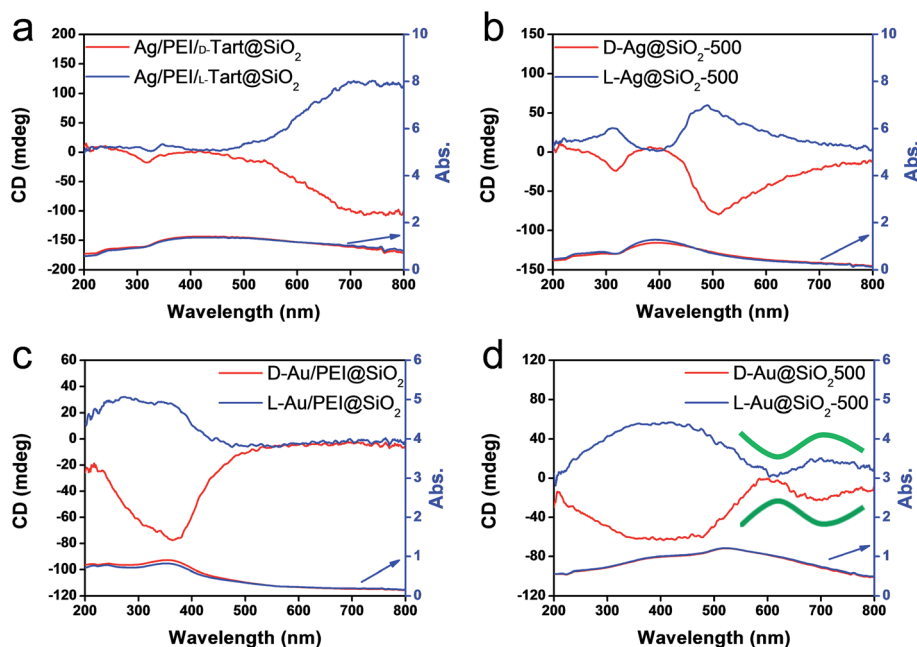 a
Ag/PEI/D-Tart@SiO2
Ag/PEI/L-Tart@SiO2
200
150
100
50
0
-50
-100
-150
-200
CD (mdeg)
10
8
6
4
2
0
Abs.
200 300 400 500 600 700 800
Wavelength (nm)
b
D-Ag@SiO2-500
L-Ag@SiO2-500
150
100
50
0
-50
-100
-150
CD (mdeg)
10
8
6
4
2
0
Abs.
200 300 400 500 600 700 800
Wavelength (nm)
c
D-Au/PEI@SiO2
L-Au/PEI@SiO2
60
40
20
0
-20
-40
-60
-80
-100
-120
CD (mdeg)
6
5
4
3
2
1
0
Abs.
200 300 400 500 600 700 800
Wavelength (nm)
d
D-Au@SiO2500
L-Au@SiO2-500
120
80
40
0
-40
-80
-120
CD (mdeg)
6
5
4
3
2
1
0
Abs.
200 300 400 500 600 700 800
Wavelength (nm)